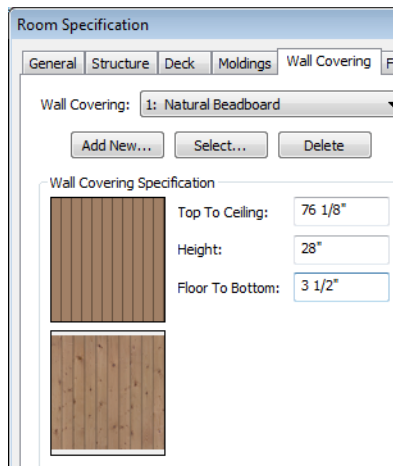 Room Specification
General Structure Deck Moldings Wall Covering F
Wall Covering: 1: Natural Beadboard
Add New... Select... Delete
Wall Covering Specification
Top To Ceiling: 76 1/8"
Height: 28"
Floor To Bottom: 3 1/2"